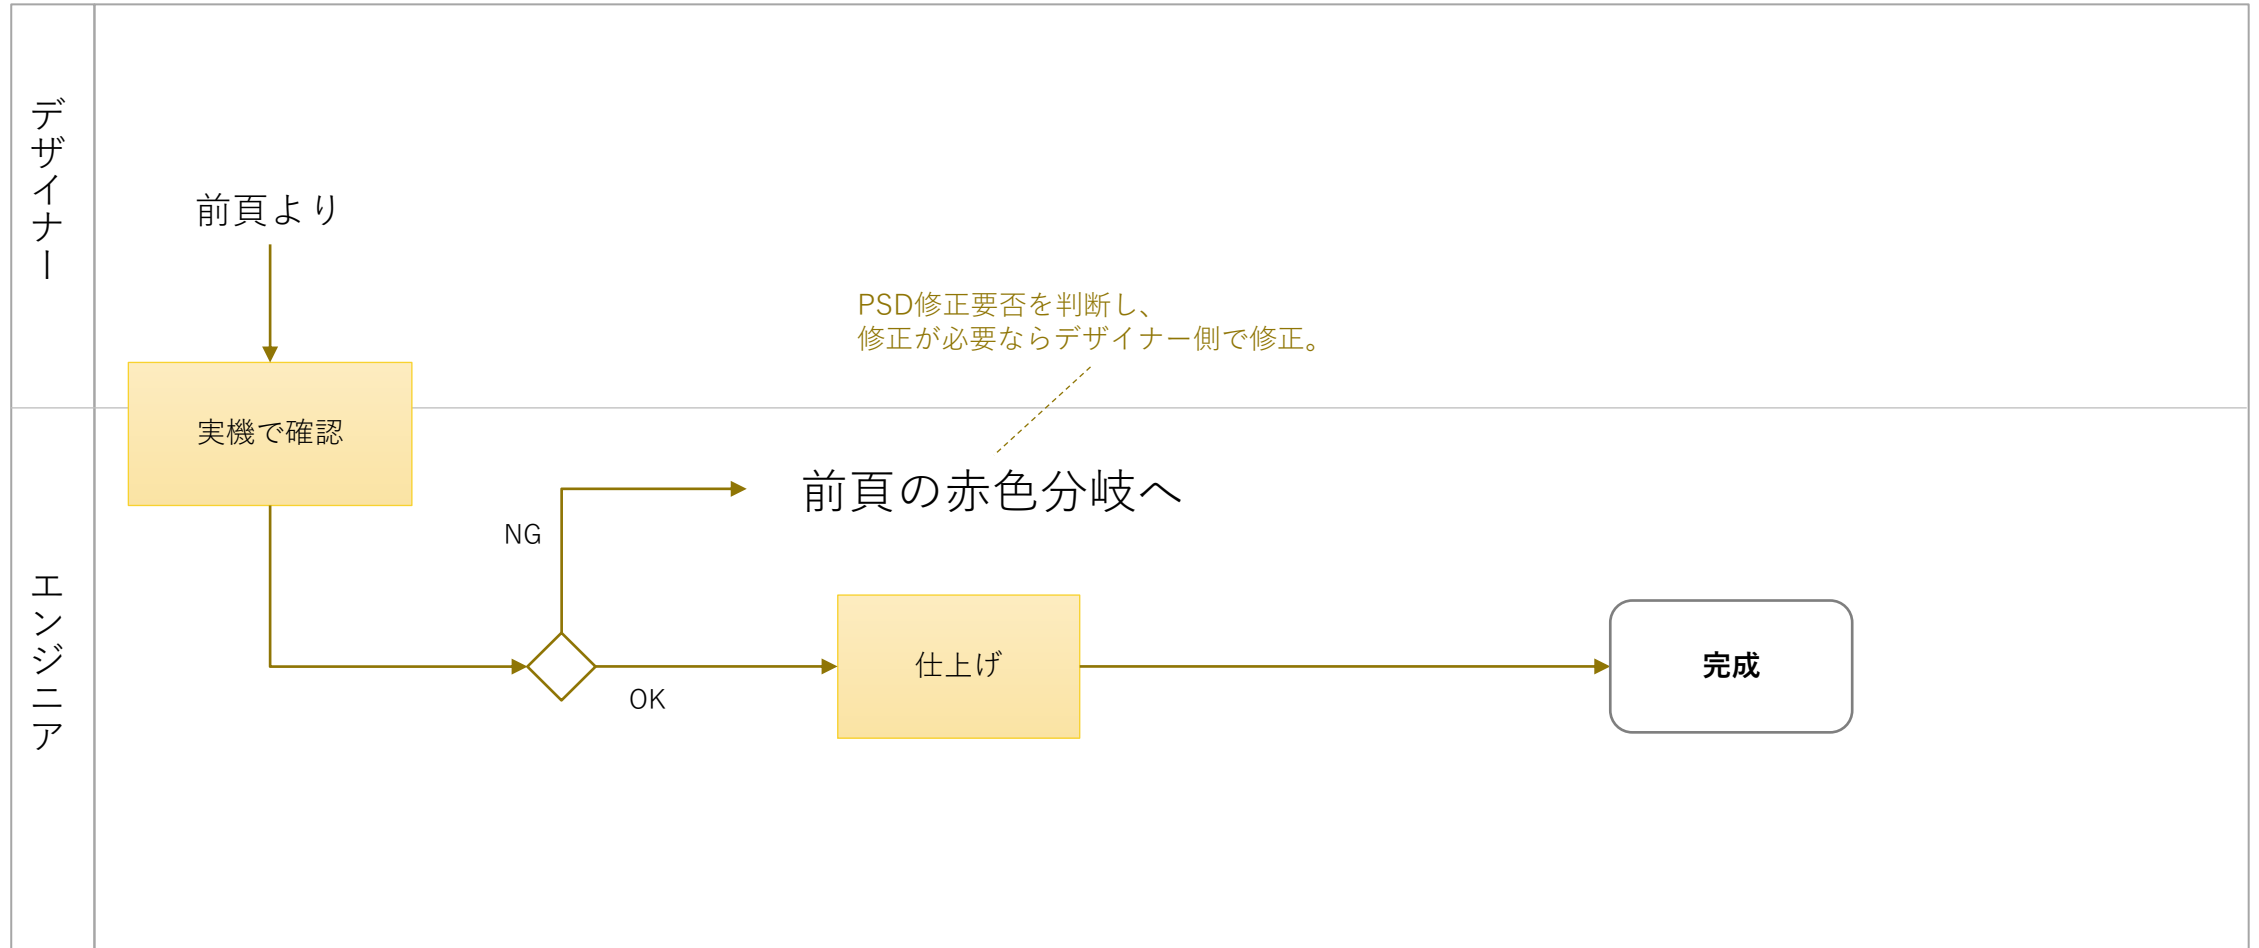 デザイナー
前頁より
PSD修正要否を判断し、
修正が必要ならデザイナー側で修正。
実機で確認
前頁の赤色分岐へ
NG
エンジニア
仕上げ
完成
OK